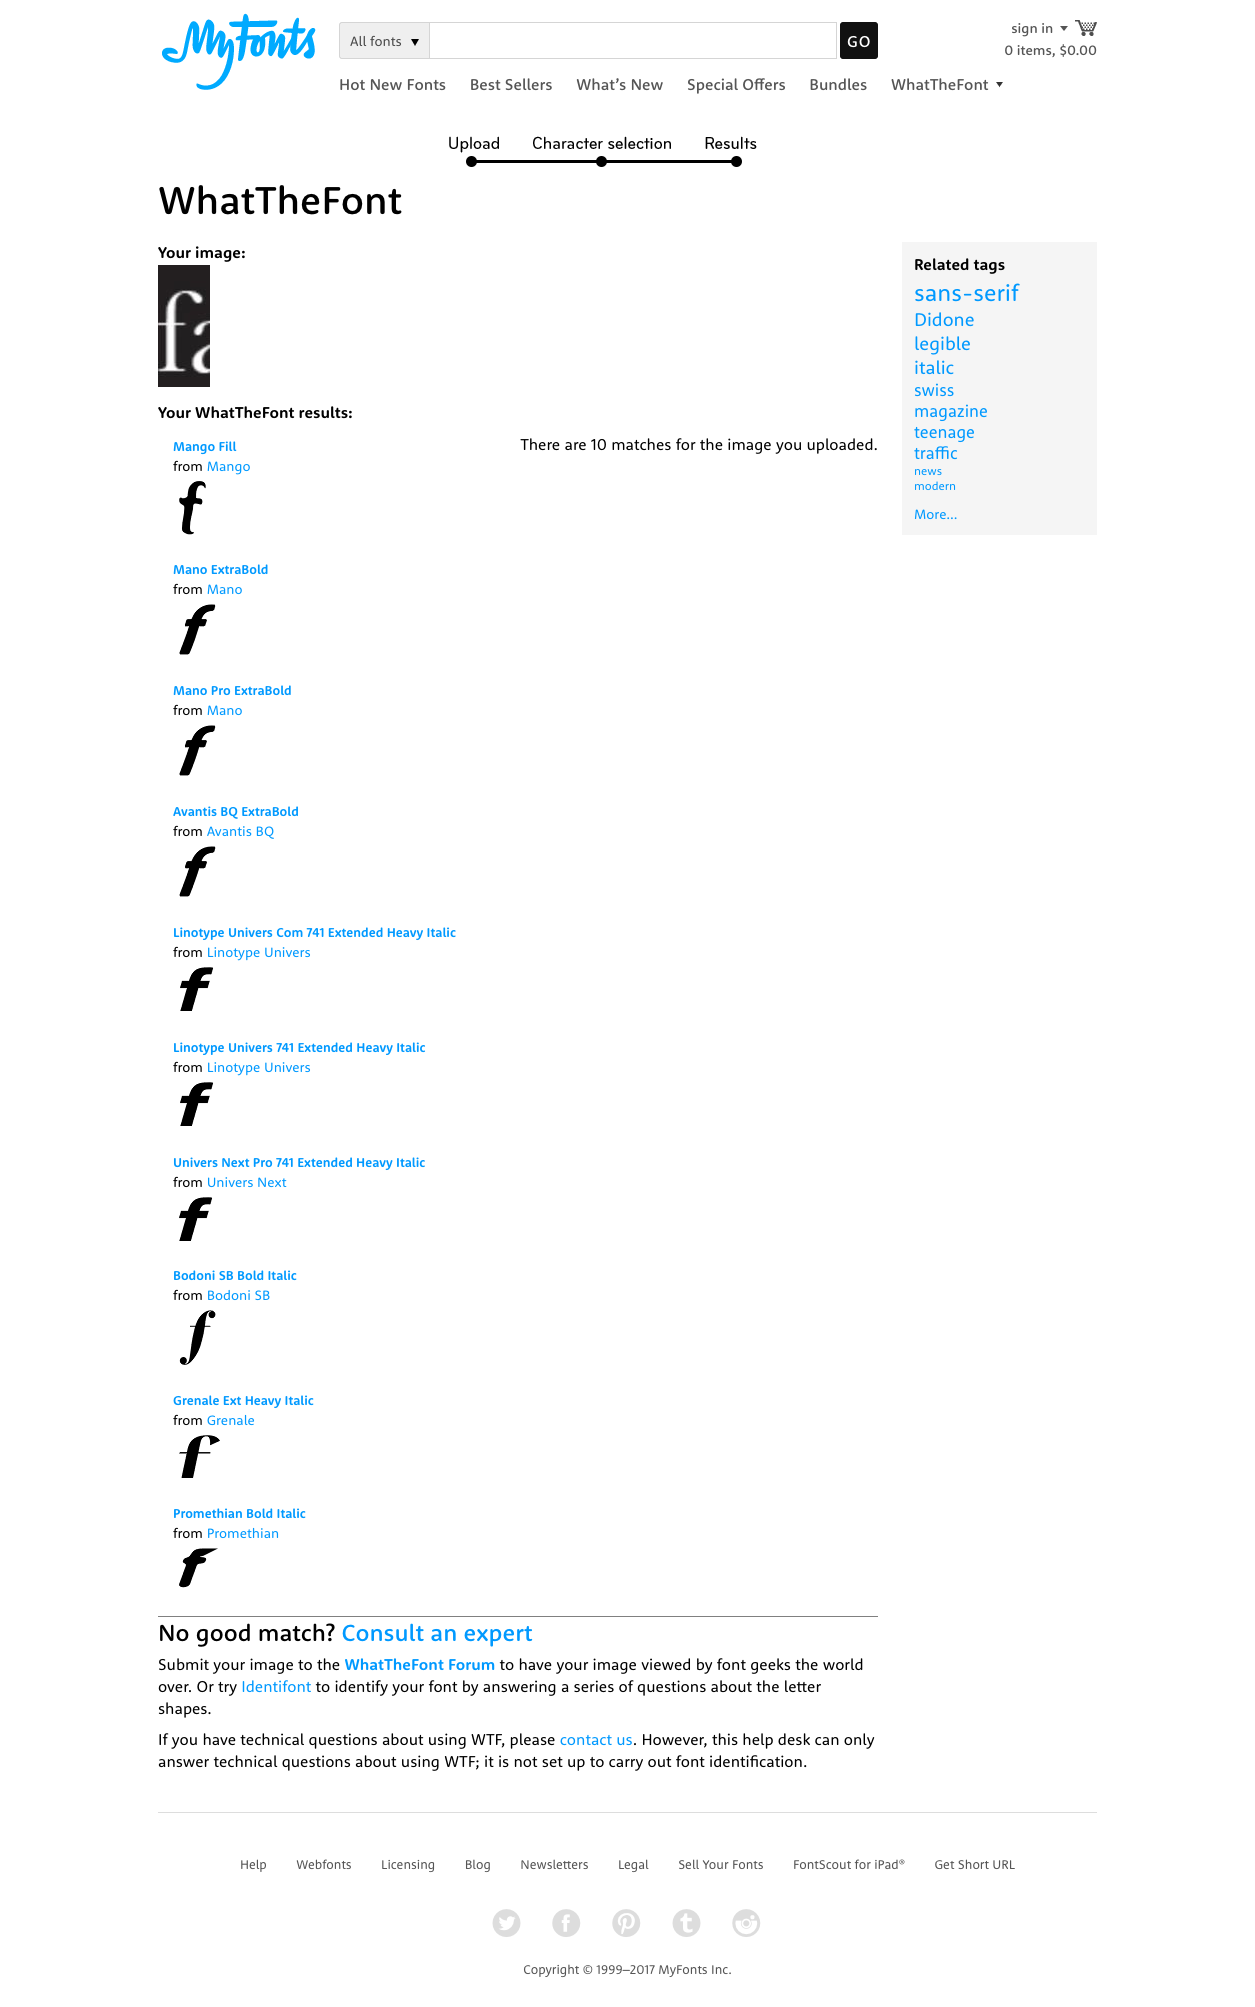 MyFonts
All fonts
GO
sign in
0 items, $0.00
Hot New Fonts Best Sellers What’s New Special Offers Bundles WhatTheFont
Upload Character selection Results
WhatTheFont
Your image:
fa
Your WhatTheFont results:
There are 10 matches for the image you uploaded.
Mango Fill
from Mango
f
Mano ExtraBold
from Mano
f
Mano Pro ExtraBold
from Mano
f
Avantis BQ ExtraBold
from Avantis BQ
f
Linotype Univers Com 741 Extended Heavy Italic
from Linotype Univers
f
Linotype Univers 741 Extended Heavy Italic
from Linotype Univers
f
Univers Next Pro 741 Extended Heavy Italic
from Univers Next
f
Bodoni SB Bold Italic
from Bodoni SB
f
Grenale Ext Heavy Italic
from Grenale
f
Promethian Bold Italic
from Promethian
f
Related tags
sans-serif
Didone
legible
italic
swiss
magazine
teenage
traffic
news
modern
More...
No good match? Consult an expert
Submit your image to the WhatTheFont Forum to have your image viewed by font geeks the world
over. Or try Identifont to identify your font by answering a series of questions about the letter
shapes.
If you have technical questions about using WTF, please contact us. However, this help desk can only
answer technical questions about using WTF; it is not set up to carry out font identification.
Help Webfonts Licensing Blog Newsletters Legal Sell Your Fonts FontScout for iPad® Get Short URL
Copyright © 1999–2017 MyFonts Inc.